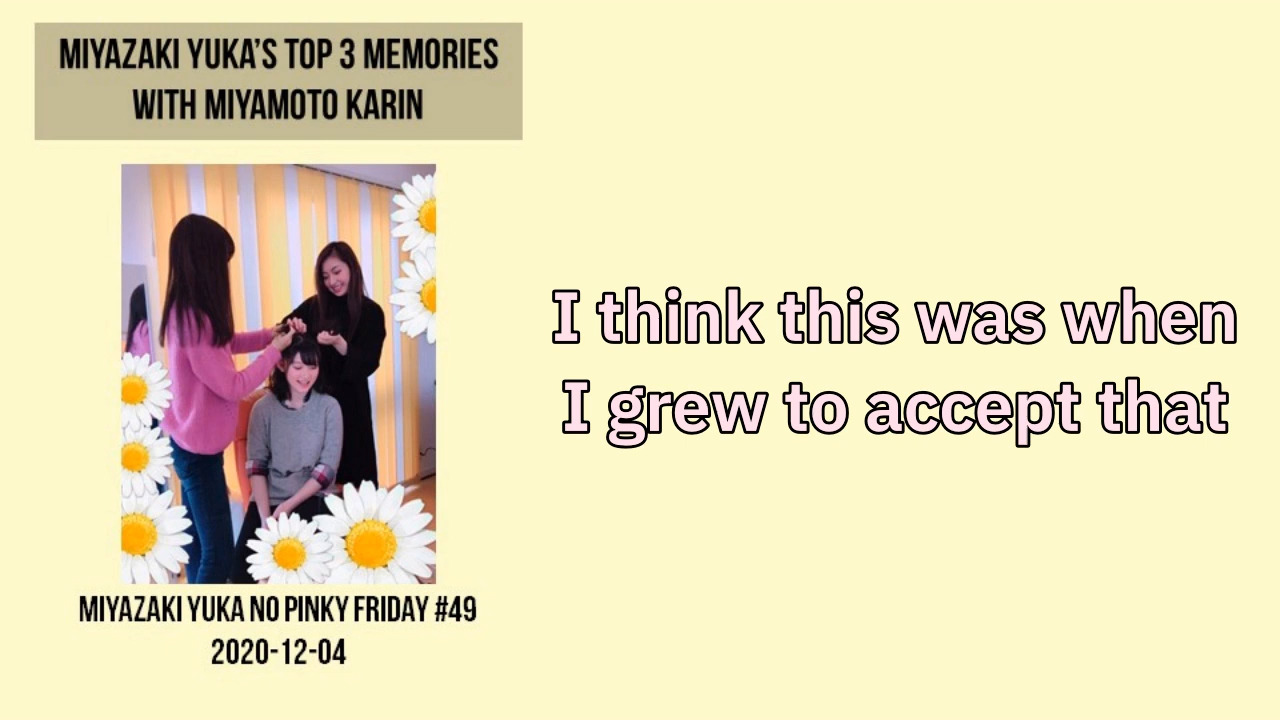 MIYAZAKI YUKA'S TOP 3 MEMORIES
WITH MIYAMOTO KARIN
MIYAZAKI YUKA NO PINKY FRIDAY #49
2020-12-04
I think this was when
I grew to accept that